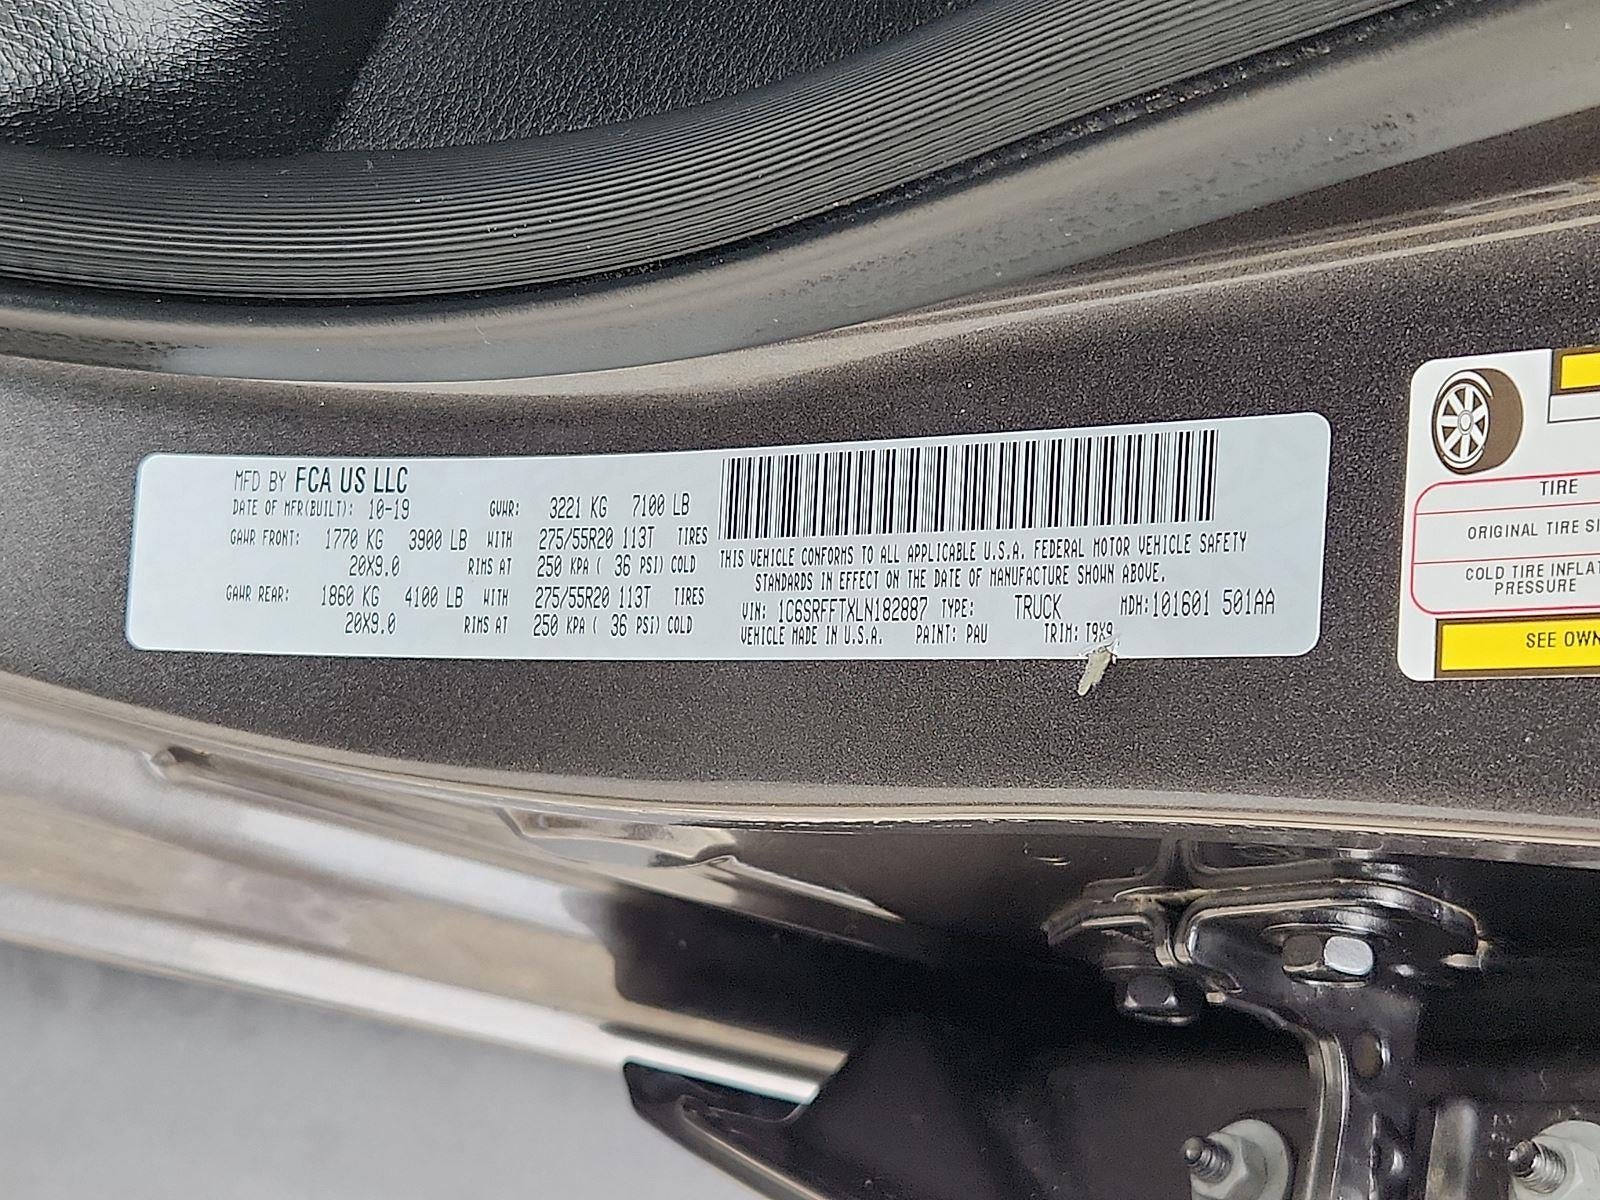 MFD BY FCA US LLC
DATE OF MFR(BUILT): 10-19 GVWR: 3221 KG 7100 LB
GAWR FRONT: 1770 KG 3900 LB WITH 275/55R20 113T TIRES
20X9.0 RIMS AT 250 KPA ( 36 PSI) COLD
GAWR REAR: 1860 KG 4100 LB WITH 275/55R20 113T TIRES
20X9.0 RIMS AT 250 KPA ( 36 PSI) COLD
THIS VEHICLE CONFORMS TO ALL APPLICABLE U.S.A. FEDERAL MOTOR VEHICLE SAFETY
STANDARDS IN EFFECT ON THE DATE OF MANUFACTURE SHOWN ABOVE.
VIN: 1C6SRFFTXLN182887 TYPE: TRUCK MDH:101601 501AA
VEHICLE MADE IN U.S.A. PAINT: PAU TRIM: T9X9
TIRE
ORIGINAL TIRE SI
COLD TIRE INFLAT
PRESSURE
SEE OWN